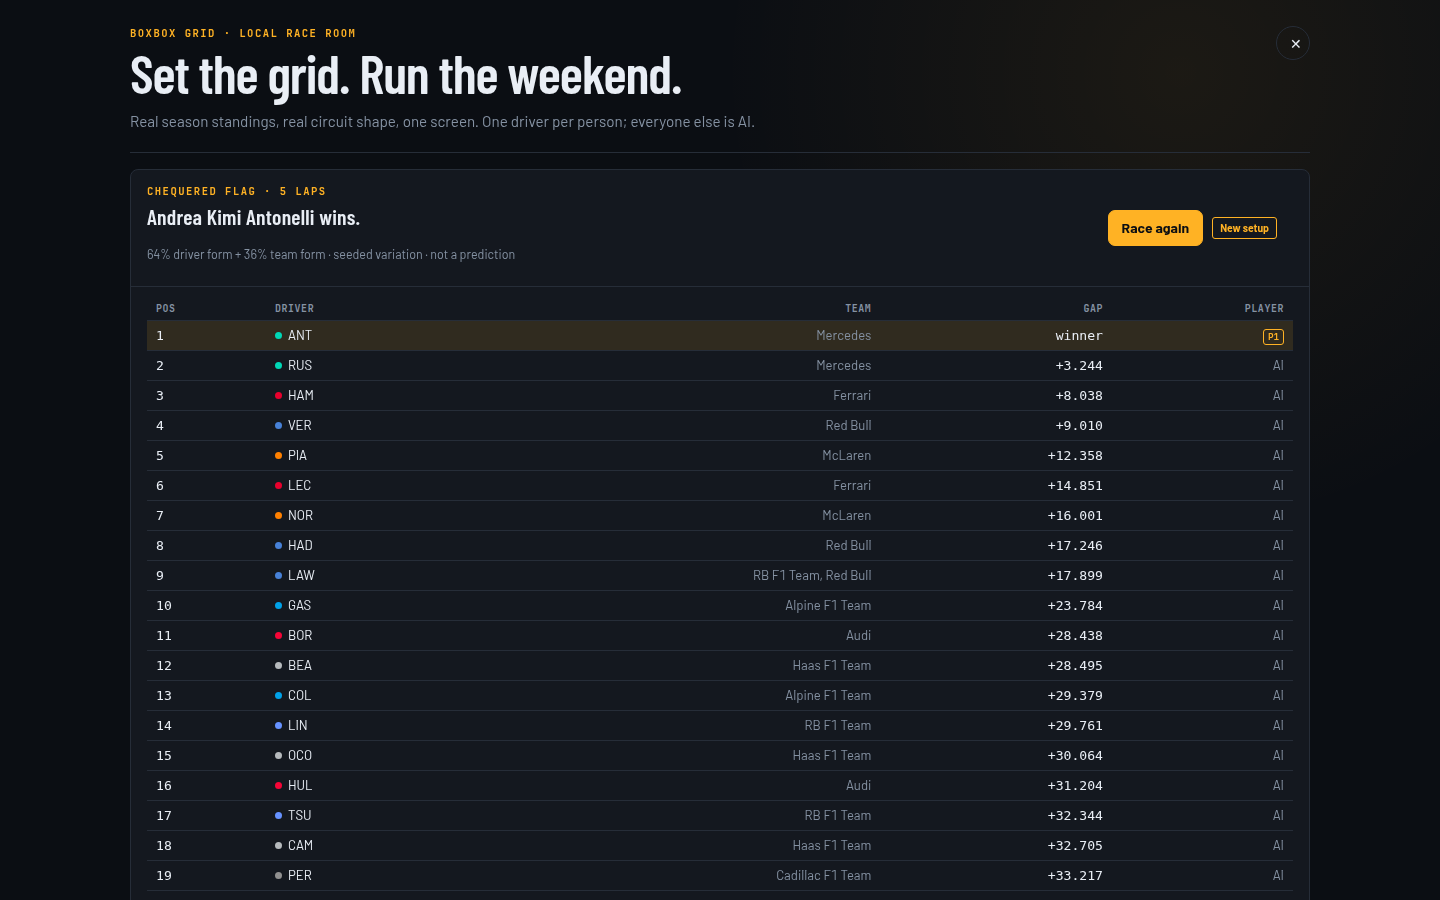 BOXBOX GRID · LOCAL RACE ROOM
Set the grid. Run the weekend.
Real season standings, real circuit shape, one screen. One driver per person; everyone else is AI.
✕
CHEQUERED FLAG · 5 LAPS
Andrea Kimi Antonelli wins.
64% driver form + 36% team form · seeded variation · not a prediction
Race again
New setup
POS DRIVER TEAM GAP PLAYER
1 ANT Mercedes winner P1
2 RUS Mercedes +3.244 AI
3 HAM Ferrari +8.038 AI
4 VER Red Bull +9.010 AI
5 PIA McLaren +12.358 AI
6 LEC Ferrari +14.851 AI
7 NOR McLaren +16.001 AI
8 HAD Red Bull +17.246 AI
9 LAW RB F1 Team, Red Bull +17.899 AI
10 GAS Alpine F1 Team +23.784 AI
11 BOR Audi +28.438 AI
12 BEA Haas F1 Team +28.495 AI
13 COL Alpine F1 Team +29.379 AI
14 LIN RB F1 Team +29.761 AI
15 OCO Haas F1 Team +30.064 AI
16 HUL Audi +31.204 AI
17 TSU RB F1 Team +32.344 AI
18 CAM Haas F1 Team +32.705 AI
19 PER Cadillac F1 Team +33.217 AI